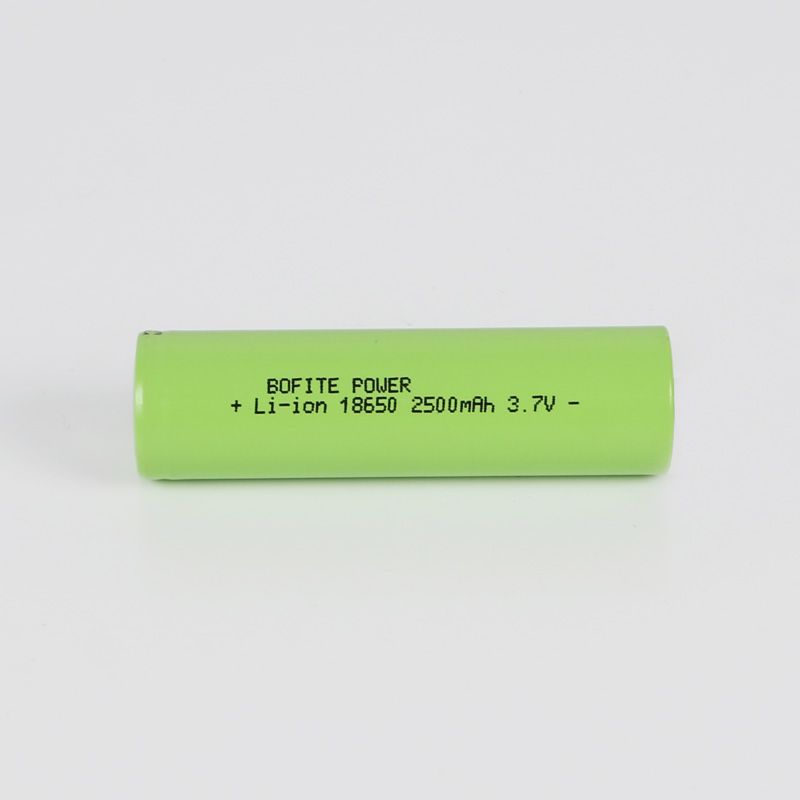 BOFITE POWER
+ Li-ion 18650 2500mAh 3.7V -